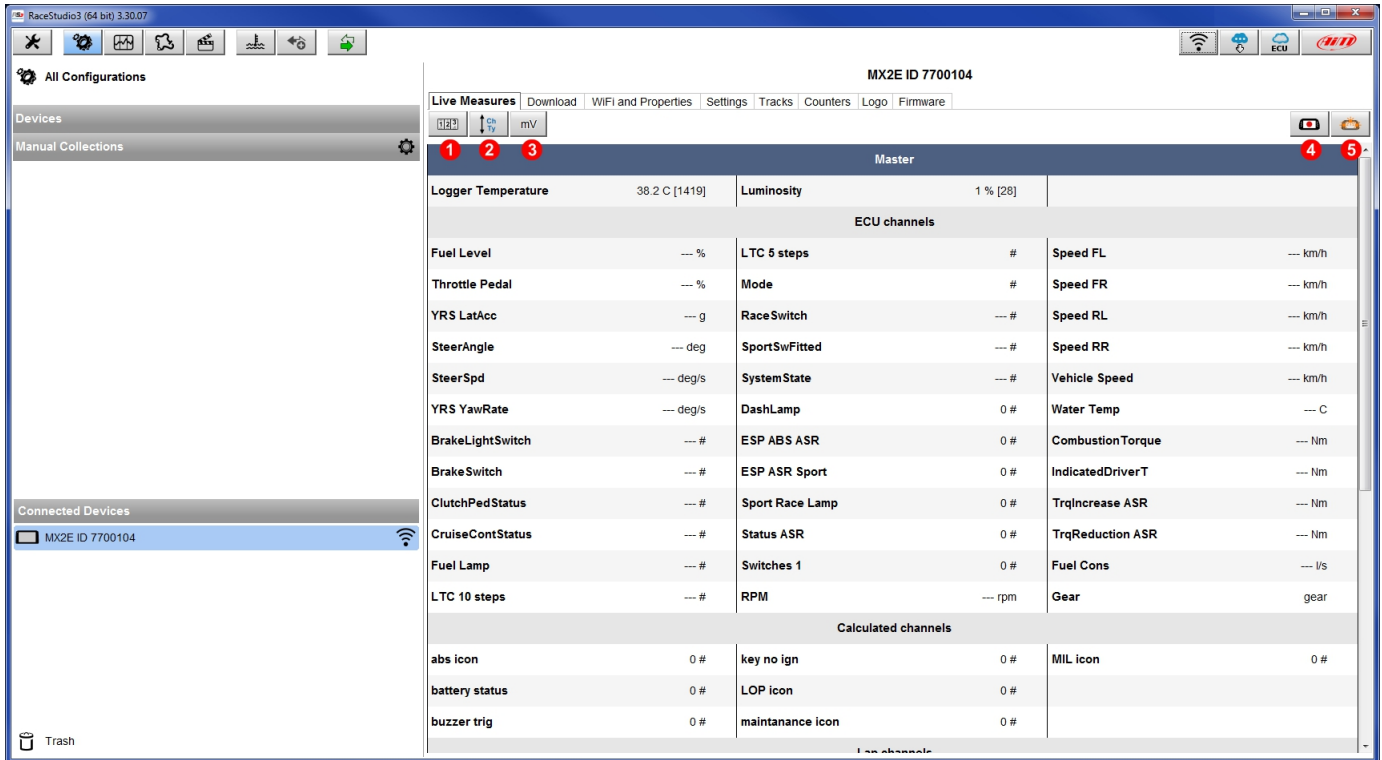 RaceStudio3 (64 bit) 3.30.07
ECU
AiM
All Configurations
MX2E ID 7700104
Live Measures Download WiFi and Properties Settings Tracks Counters Logo Firmware
Devices
123 Ch Ty mV
Manual Collections
1 2 3 4 5
Master
Logger Temperature 38.2 C [1419] Luminosity 1 % [28]
ECU channels
Fuel Level --- % LTC 5 steps # Speed FL --- km/h
Throttle Pedal --- % Mode # Speed FR --- km/h
YRS LatAcc --- g RaceSwitch --- # Speed RL --- km/h
SteerAngle --- deg SportSwFitted --- # Speed RR --- km/h
SteerSpd --- deg/s SystemState --- # Vehicle Speed --- km/h
YRS YawRate --- deg/s DashLamp 0 # Water Temp --- C
BrakeLightSwitch --- # ESP ABS ASR 0 # CombustionTorque --- Nm
BrakeSwitch --- # ESP ASR Sport 0 # IndicatedDriverT --- Nm
Connected Devices
ClutchPedStatus --- # Sport Race Lamp 0 # TrqIncrease ASR --- Nm
MX2E ID 7700104
CruiseContStatus --- # Status ASR 0 # TrqReduction ASR --- Nm
Fuel Lamp --- # Switches 1 0 # Fuel Cons --- l/s
LTC 10 steps --- # RPM --- rpm Gear gear
Calculated channels
abs icon 0 # key no ign 0 # MIL icon 0 #
battery status 0 # LOP icon 0 #
buzzer trig 0 # maintanance icon 0 #
Trash
Lap channels